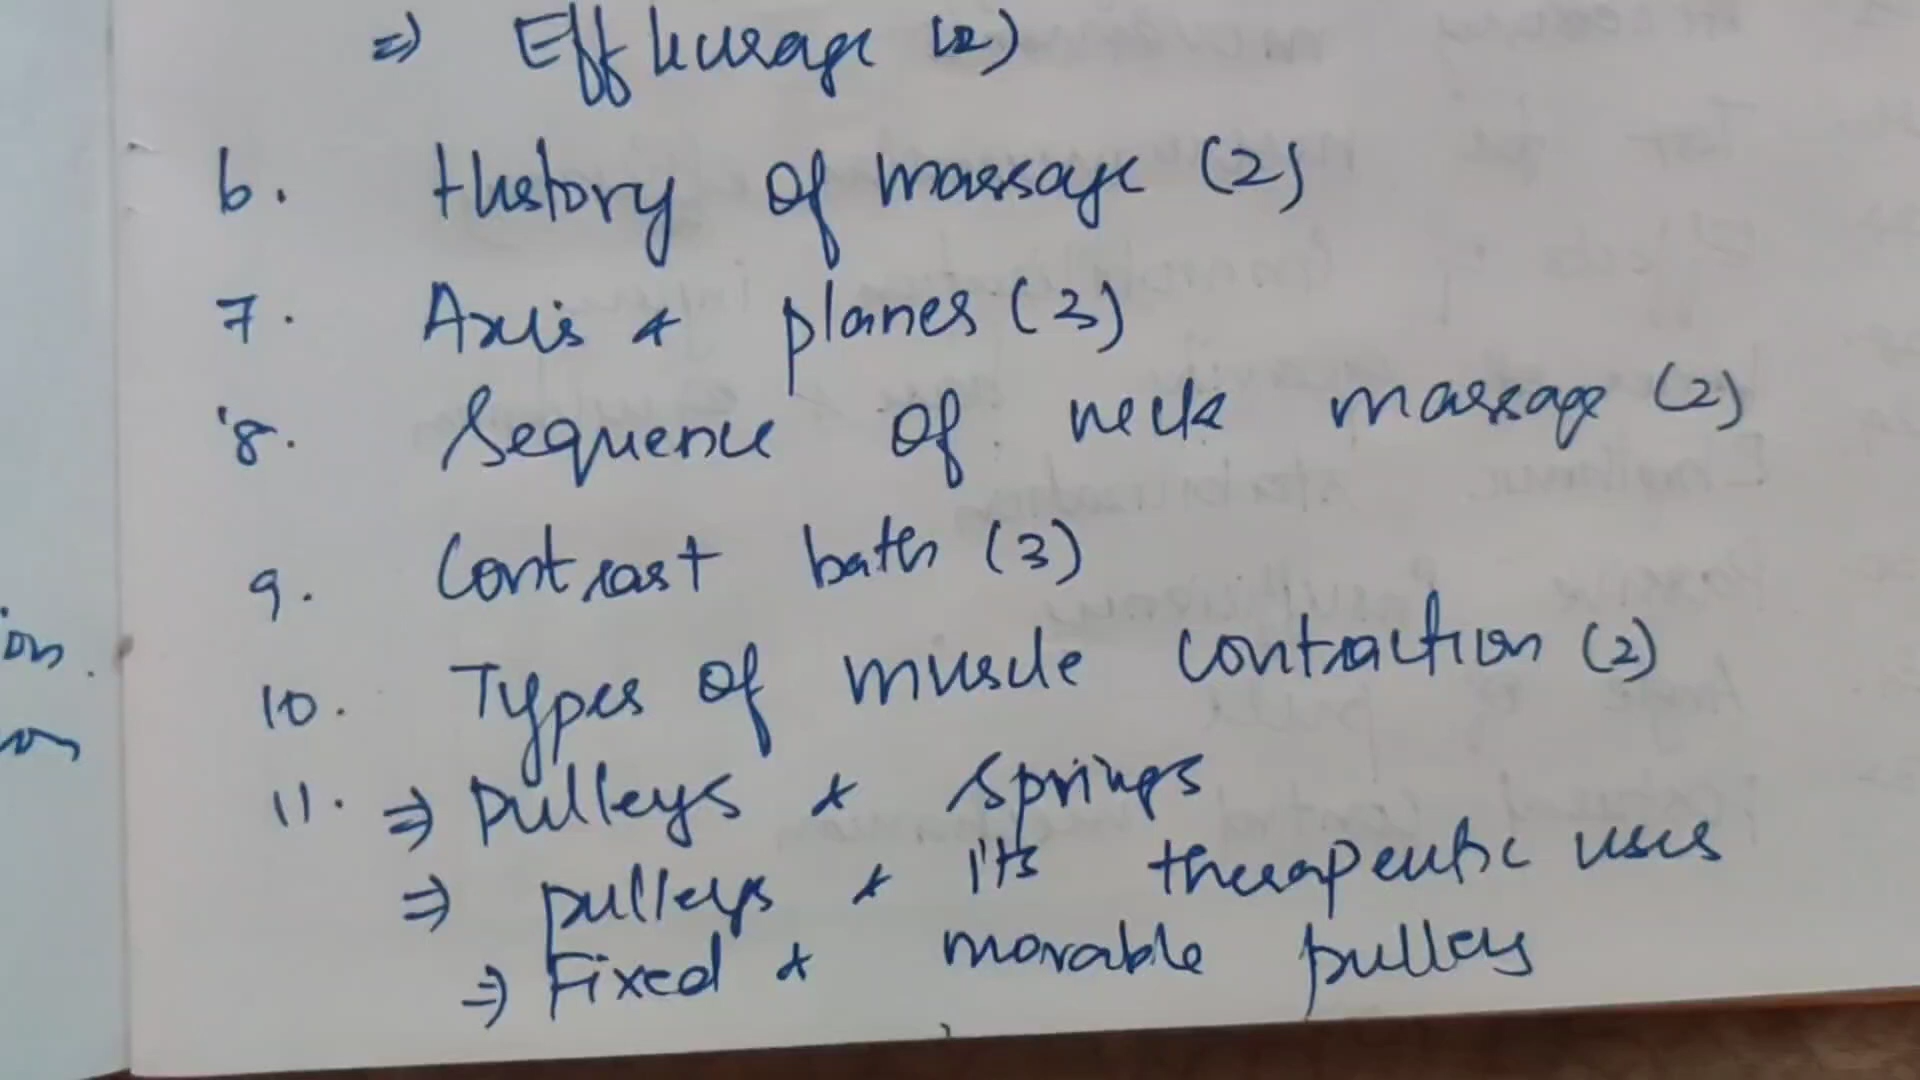 => Effleurage (2)
6. History of massage (2)
7. Axis & planes (3)
8. Sequence of neck massage (2)
9. Contrast bath (3)
10. Types of muscle contraction (2)
11. => Pulleys & springs
=> pulleys & its therapeutic uses
=> Fixed & movable pulleys